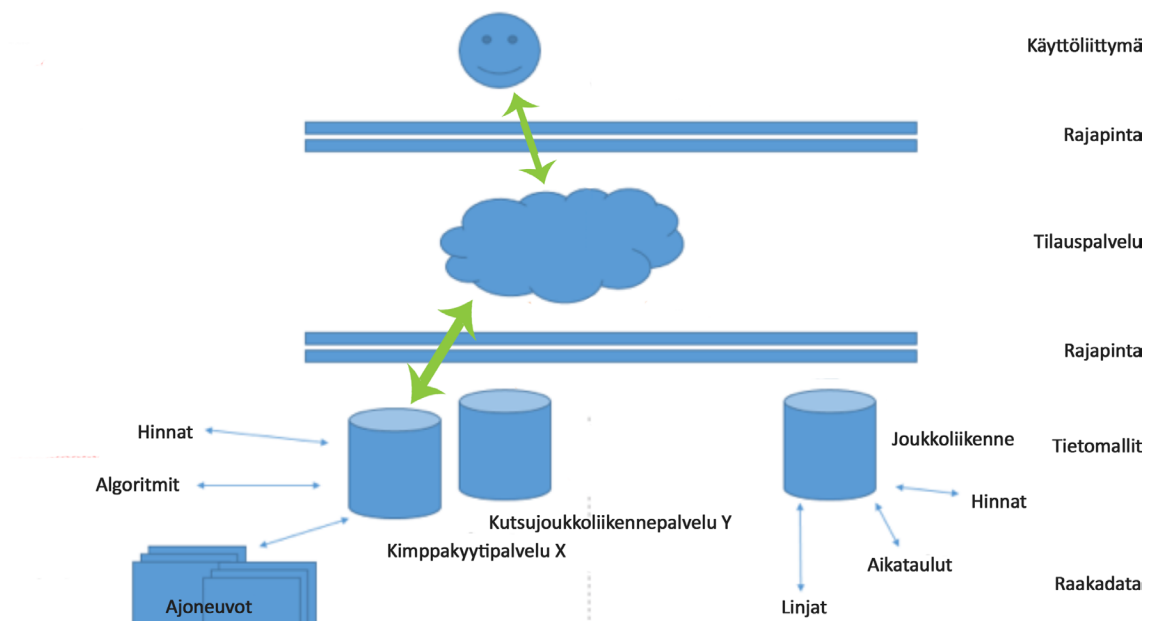 Käyttöliittymä
Rajapinta
Tilauspalvelu
Rajapinta
Hinnat
Joukkoliikenne
Tietomallit
Algoritmit
Hinnat
Kutsujoukkoliikennepalvelu Y
Kimppakyytipalvelu X
Aikataulut
Raakadata
Ajoneuvot
Linjat